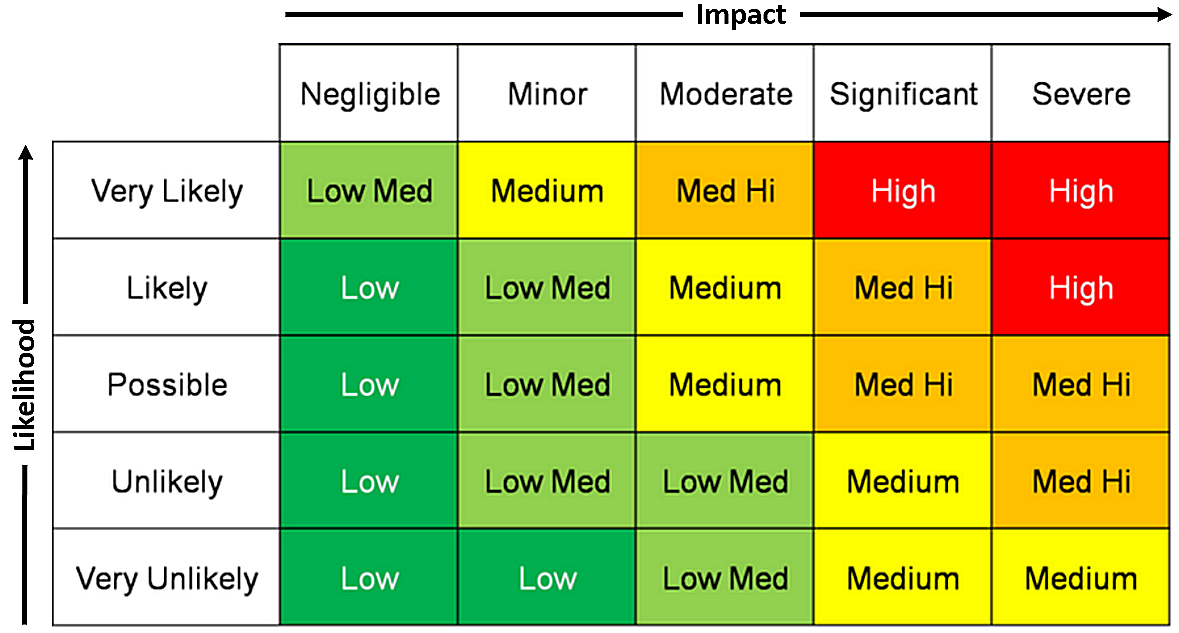 Impact
Negligible Minor Moderate Significant Severe
Very Likely Low Med Medium Med Hi High High
Likely Low Low Med Medium Med Hi High
Possible Low Low Med Medium Med Hi Med Hi
Unlikely Low Low Med Low Med Medium Med Hi
Very Unlikely Low Low Low Med Medium Medium
Likelihood